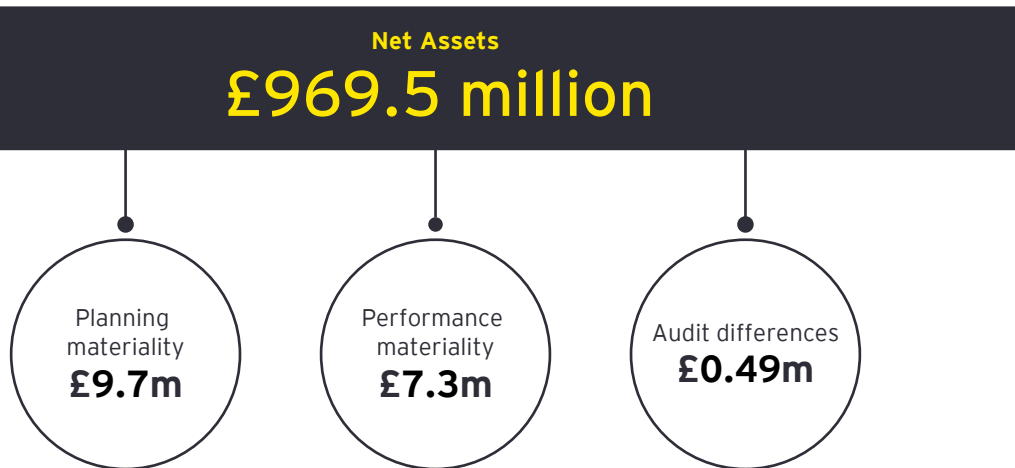 Net Assets
£969.5 million
Planning
materiality
£9.7m
Performance
materiality
£7.3m
Audit differences
£0.49m